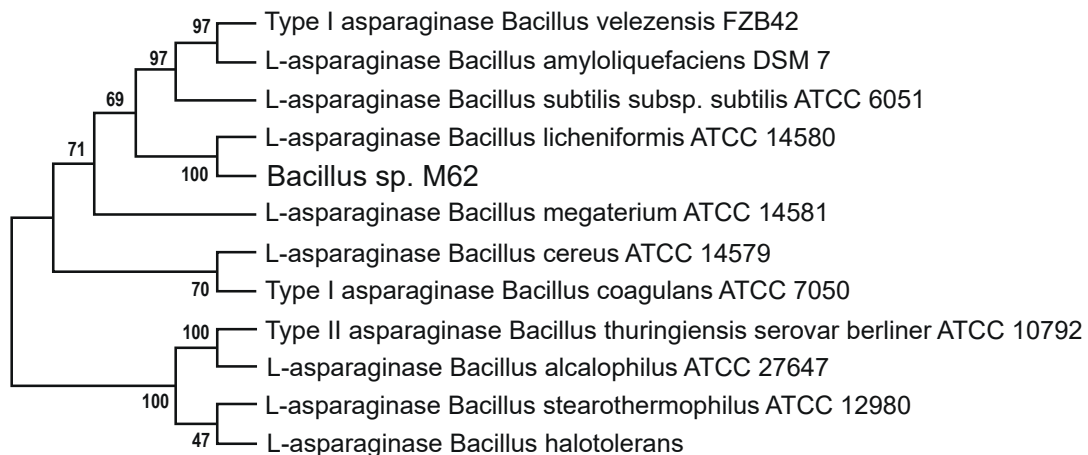 97 Type I asparaginase Bacillus velezensis FZB42
97 L-asparaginase Bacillus amyloliquefaciens DSM 7
69 L-asparaginase Bacillus subtilis subsp. subtilis ATCC 6051
L-asparaginase Bacillus licheniformis ATCC 14580
71
100 Bacillus sp. M62
L-asparaginase Bacillus megaterium ATCC 14581
L-asparaginase Bacillus cereus ATCC 14579
70 Type I asparaginase Bacillus coagulans ATCC 7050
100 Type II asparaginase Bacillus thuringiensis serovar berliner ATCC 10792
L-asparaginase Bacillus alcalophilus ATCC 27647
100 L-asparaginase Bacillus stearothermophilus ATCC 12980
47 L-asparaginase Bacillus halotolerans